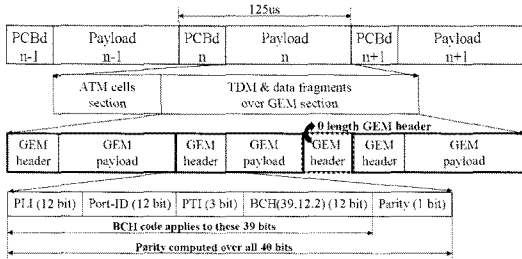 125us
PCBd n-1
Payload n-1
PCBd n
Payload n
PCBd n+1
Payload n+1
ATM cells section
TDM & data fragments over GEM section
0 length GEM header
GEM header
GEM payload
GEM header
GEM payload
GEM header
GEM header
GEM payload
PLI (12 bit)
Port-ID (12 bit)
PTI (3 bit)
BCH(39.12.2) (12 bit)
Parity (1 bit)
BCH code applies to these 39 bits
Parity computed over all 40 bits